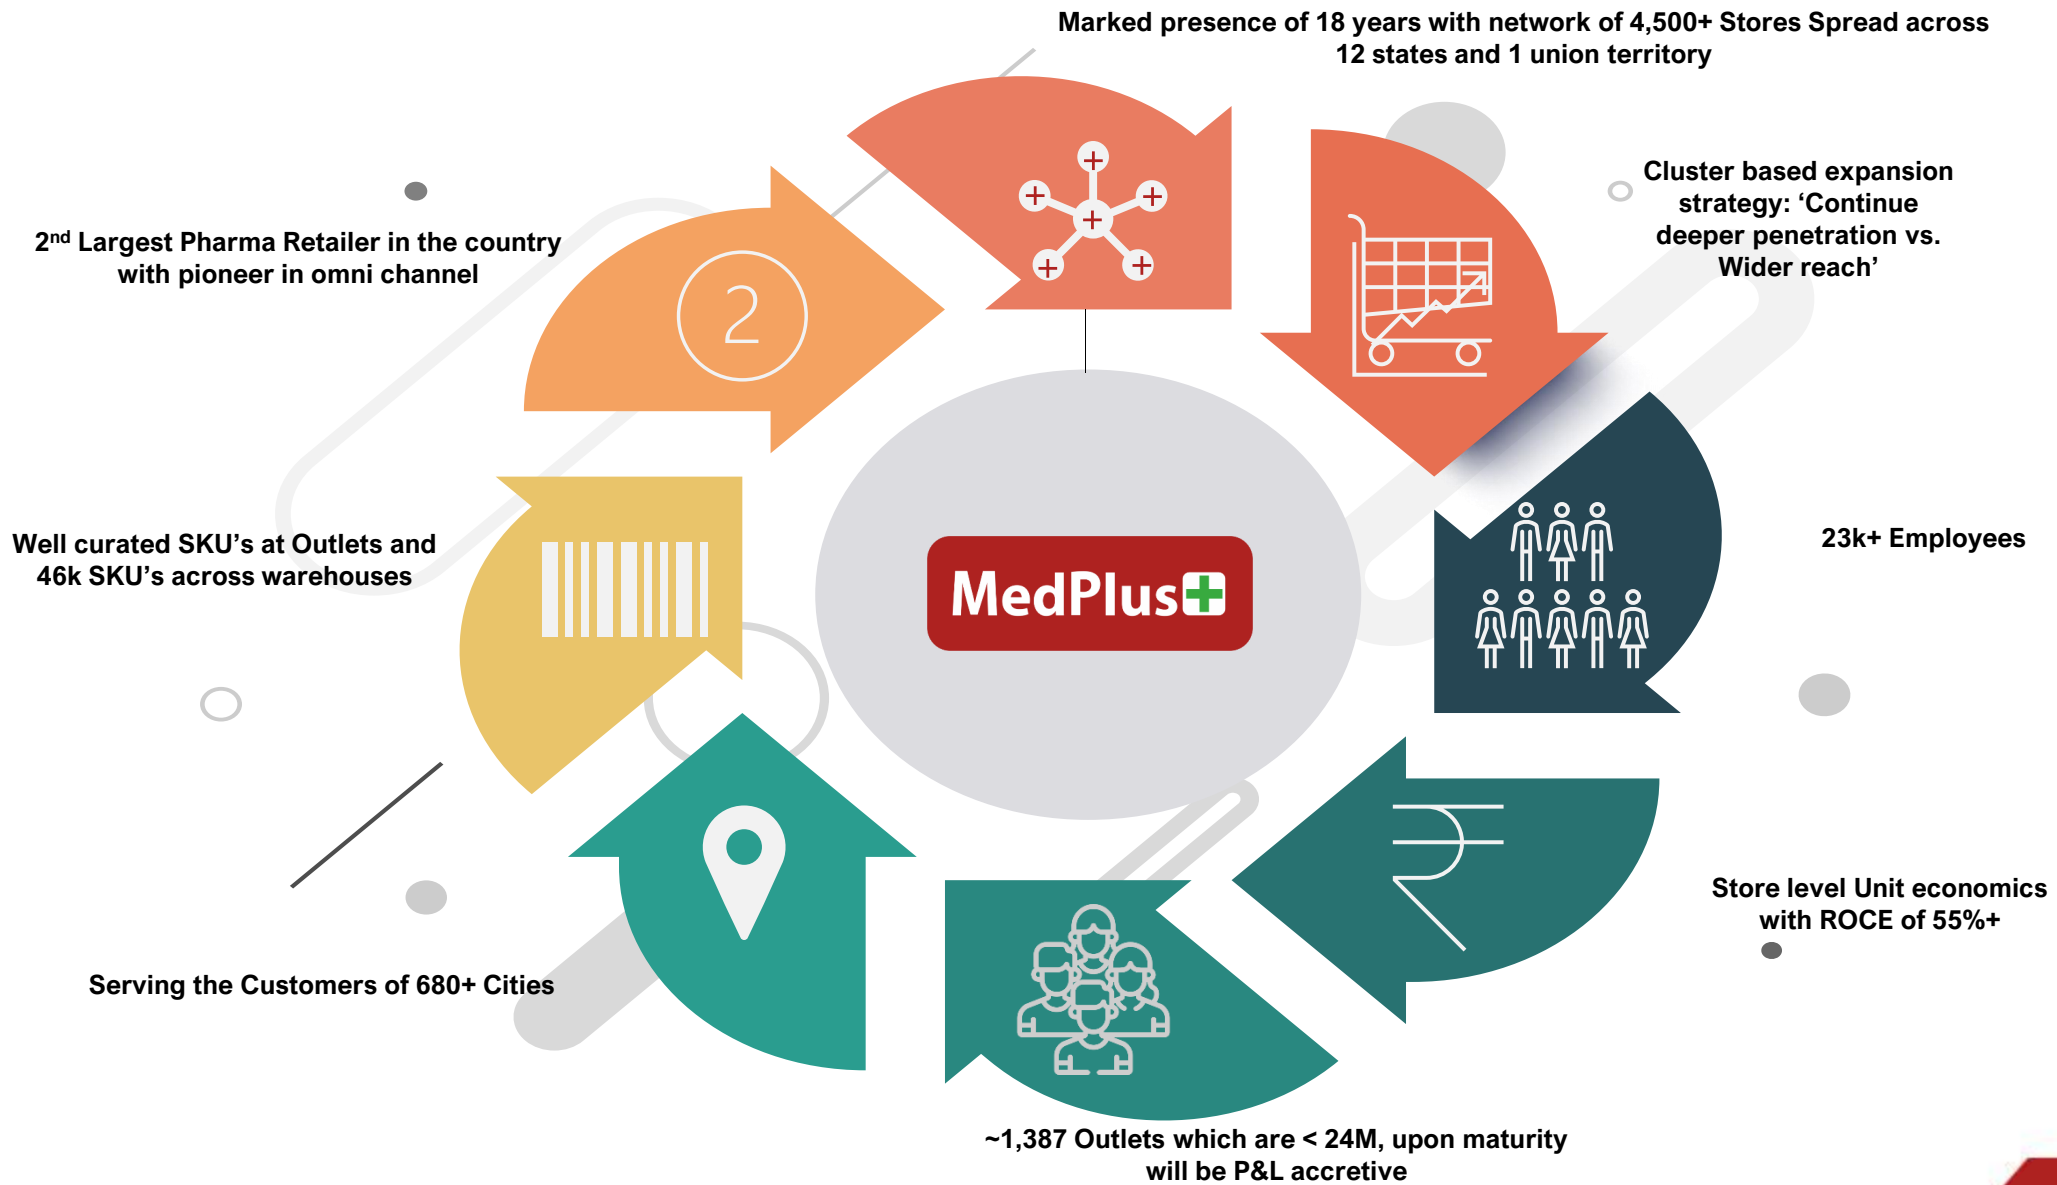 Marked presence of 18 years with network of 4,500+ Stores Spread across
12 states and 1 union territory
Cluster based expansion
strategy: ‘Continue
deeper penetration vs.
Wider reach’
2nd Largest Pharma Retailer in the country
with pioneer in omni channel
2
Well curated SKU’s at Outlets and
46k SKU’s across warehouses
MedPlus
23k+ Employees
Store level Unit economics
with ROCE of 55%+
Serving the Customers of 680+ Cities
~1,387 Outlets which are < 24M, upon maturity
will be P&L accretive